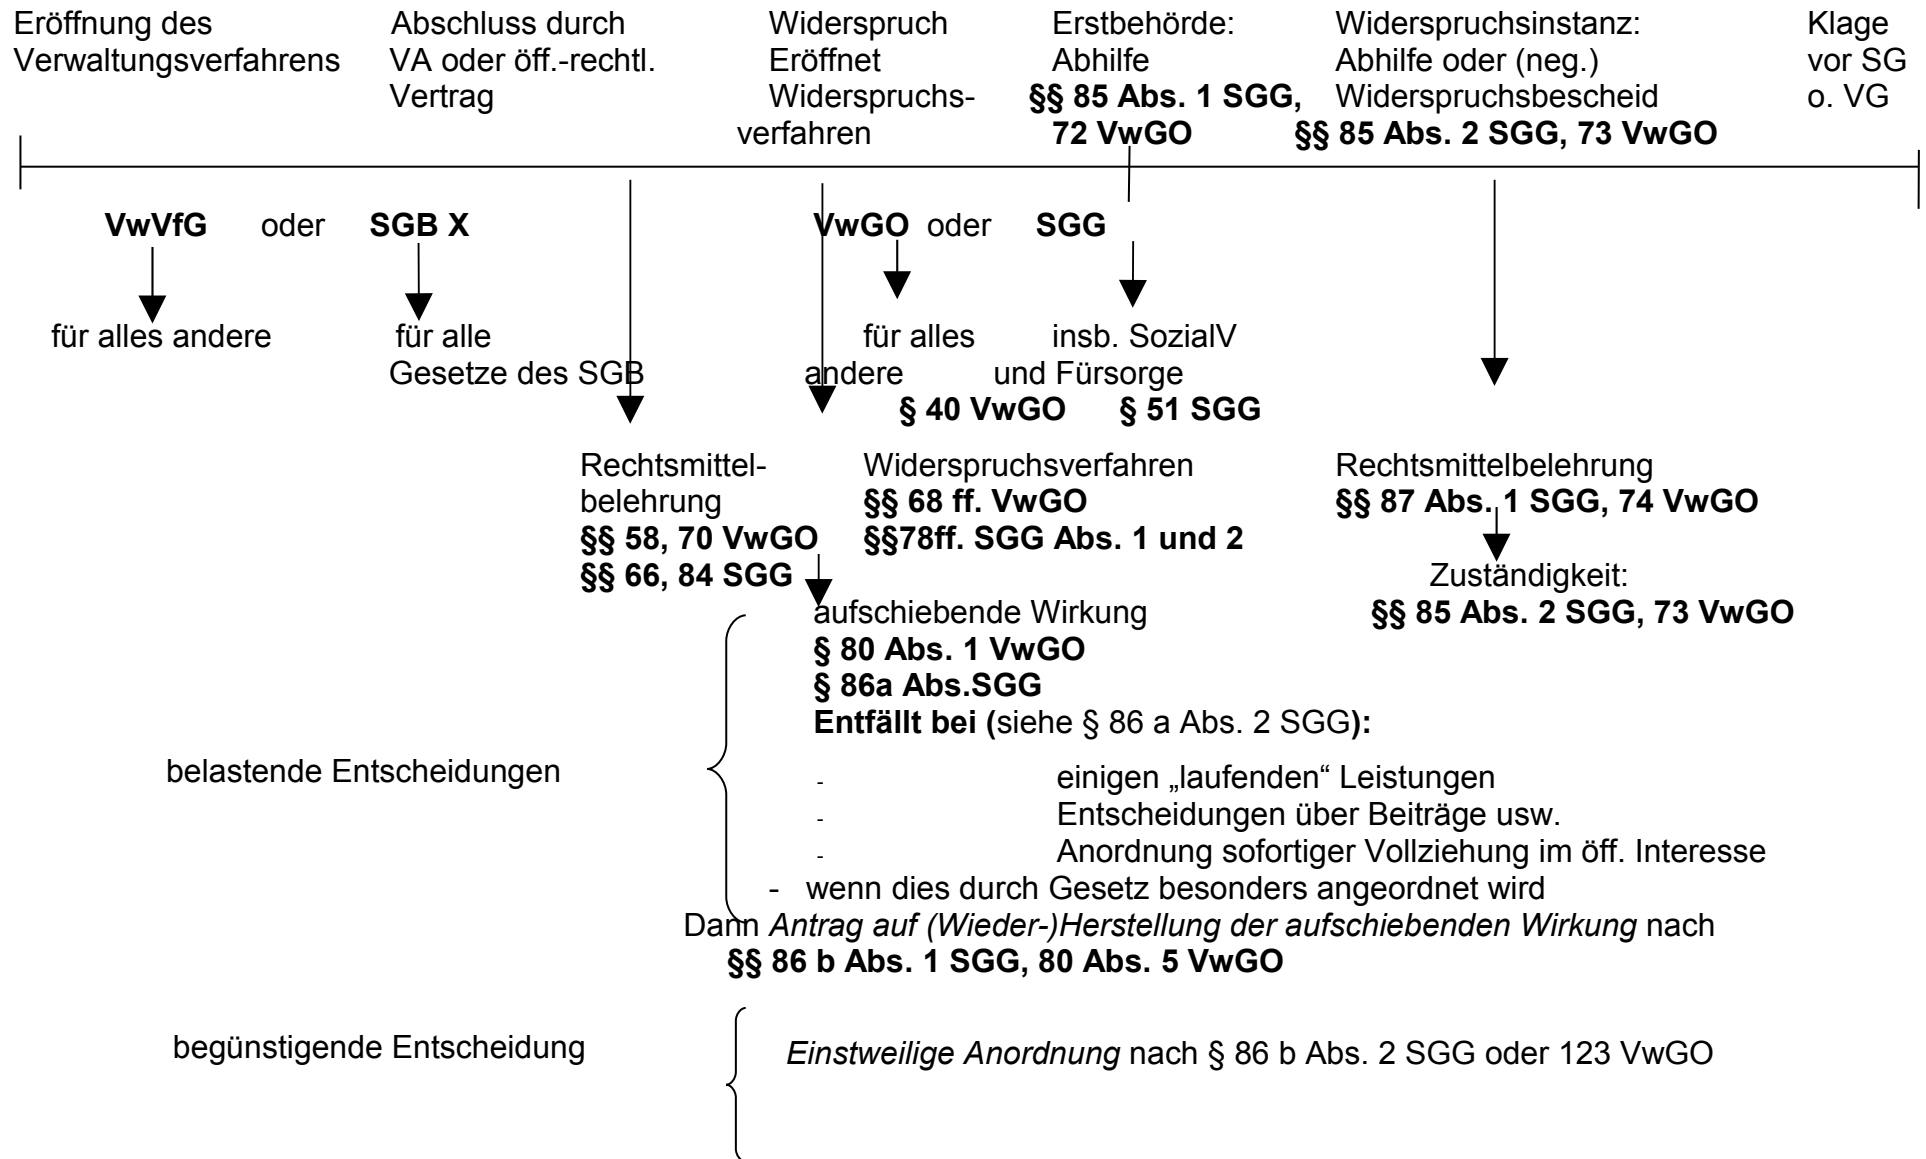 Eröffnung des
Verwaltungsverfahrens
Abschluss durch
VA oder öff.-rechtl.
Vertrag
Widerspruch
Eröffnet
Widerspruchs-
verfahren
Erstbehörde:
Abhilfe
§§ 85 Abs. 1 SGG,
72 VwGO
Widerspruchsinstanz:
Abhilfe oder (neg.)
Widerspruchsbescheid
§§ 85 Abs. 2 SGG, 73 VwGO
Klage
vor SG
o. VG
VwVfG oder SGB X
VwGO oder SGG
für alles andere
für alle
Gesetze des SGB
für alles
andere
insb. SozialV
und Fürsorge
§ 40 VwGO § 51 SGG
Rechtsmittel-
belehrung
§§ 58, 70 VwGO
§§ 66, 84 SGG
Widerspruchsverfahren
§§ 68 ff. VwGO
§§78ff. SGG Abs. 1 und 2
Rechtsmittelbelehrung
§§ 87 Abs. 1 SGG, 74 VwGO
Zuständigkeit:
§§ 85 Abs. 2 SGG, 73 VwGO
aufschiebende Wirkung
§ 80 Abs. 1 VwGO
§ 86a Abs.SGG
Entfällt bei (siehe § 86 a Abs. 2 SGG):
belastende Entscheidungen
- einigen „laufenden“ Leistungen
- Entscheidungen über Beiträge usw.
- Anordnung sofortiger Vollziehung im öff. Interesse
- wenn dies durch Gesetz besonders angeordnet wird
Dann Antrag auf (Wieder-)Herstellung der aufschiebenden Wirkung nach
§§ 86 b Abs. 1 SGG, 80 Abs. 5 VwGO
begünstigende Entscheidung
Einstweilige Anordnung nach § 86 b Abs. 2 SGG oder 123 VwGO